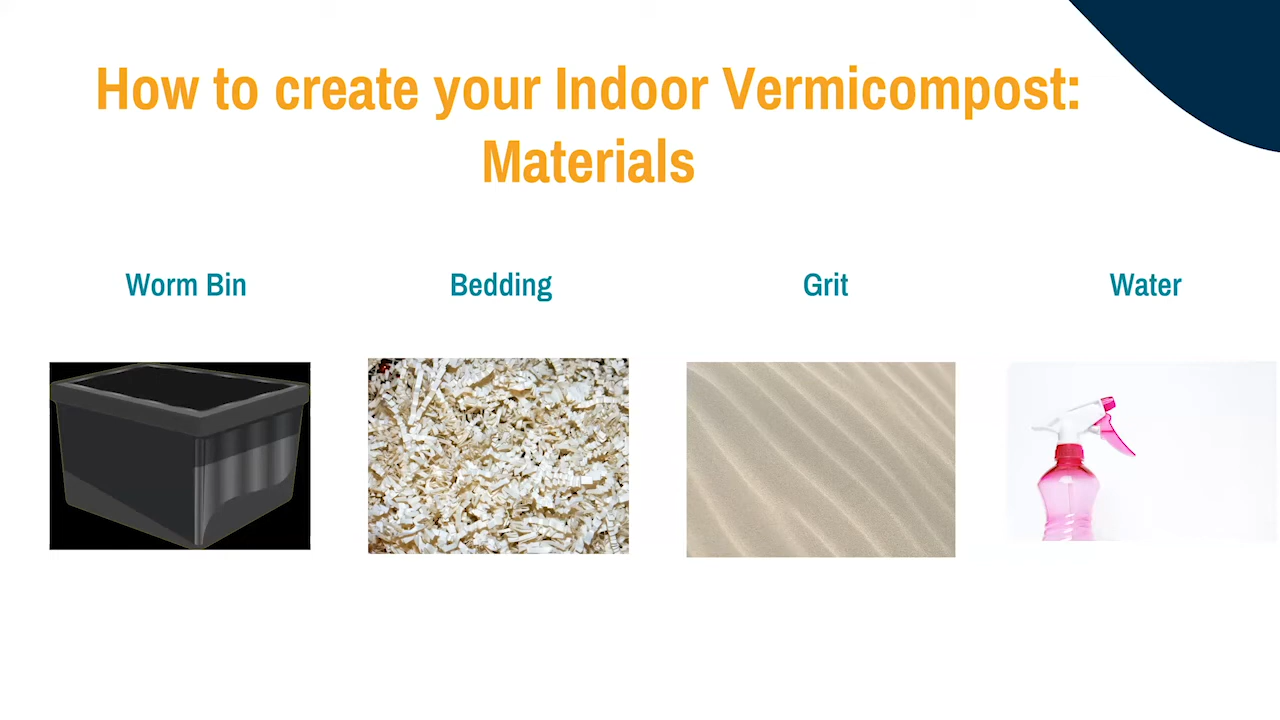 How to create your Indoor Vermicompost:
Materials
Worm Bin
Bedding
Grit
Water